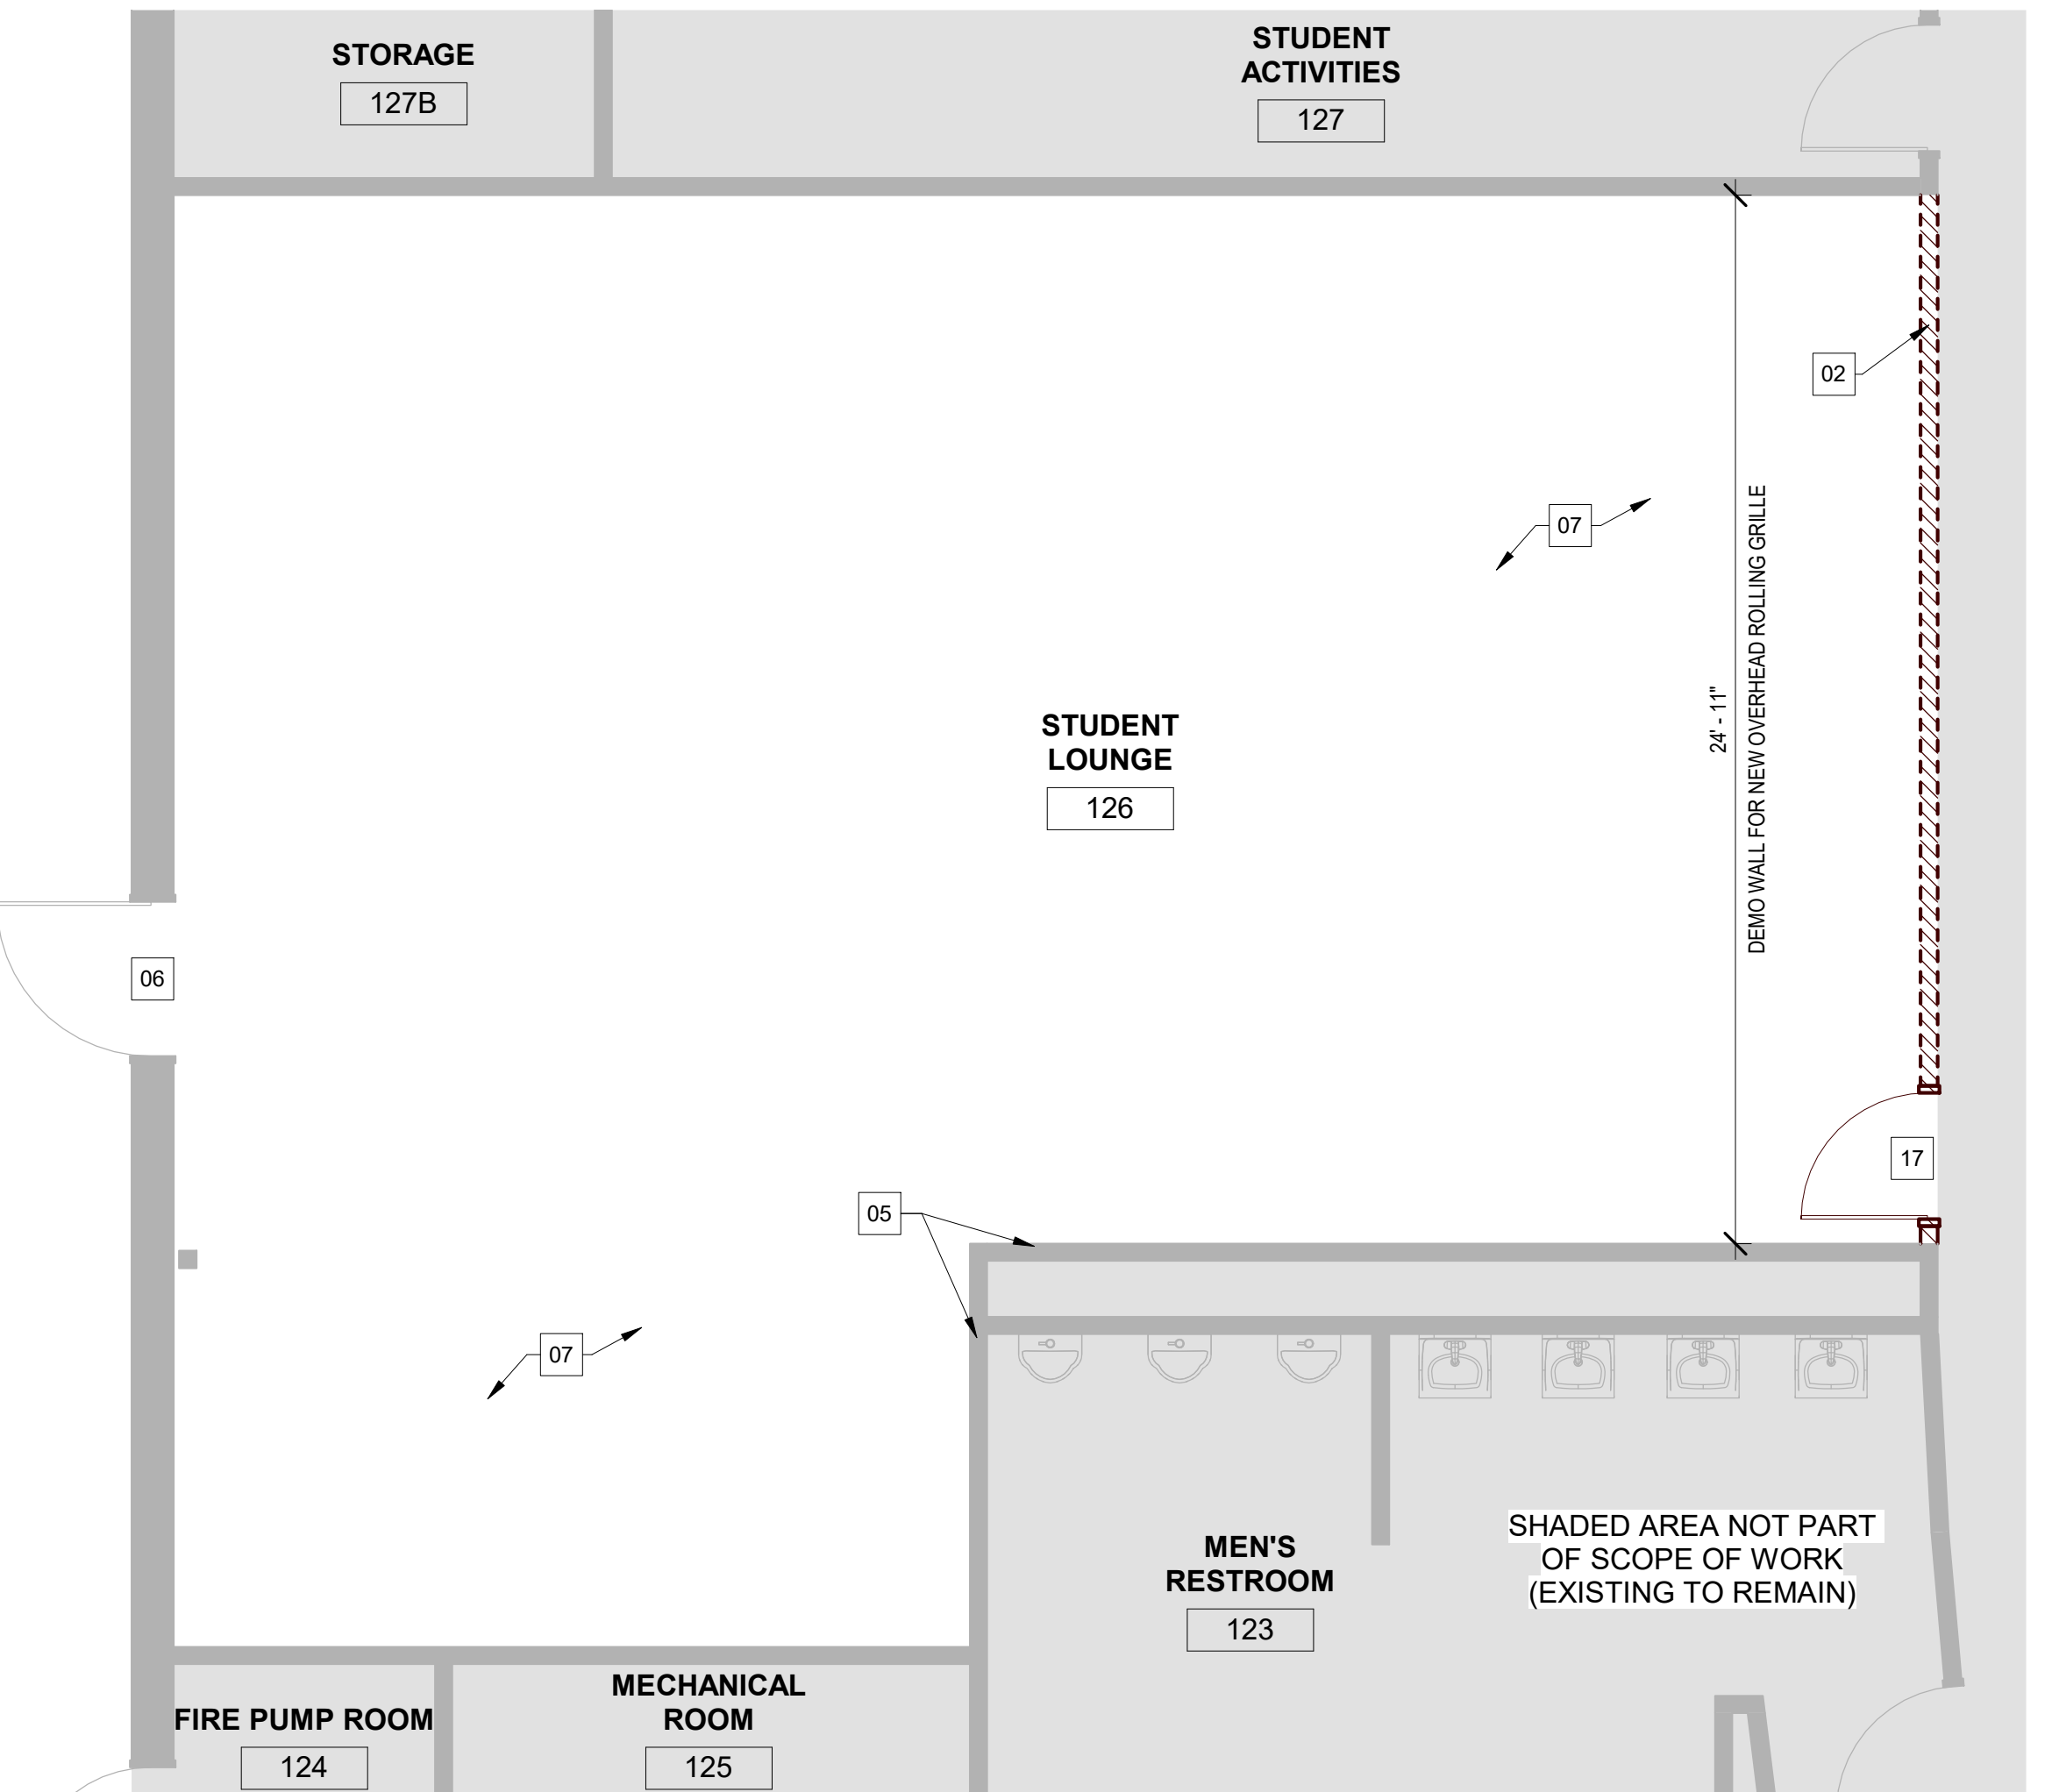 STORAGE
127B
STUDENT
ACTIVITIES
127
02
07
24' - 11"
DEMO WALL FOR NEW OVERHEAD ROLLING GRILLE
STUDENT
LOUNGE
126
06
17
05
07
SHADED AREA NOT PART
OF SCOPE OF WORK
(EXISTING TO REMAIN)
MEN'S
RESTROOM
123
FIRE PUMP ROOM
124
MECHANICAL
ROOM
125